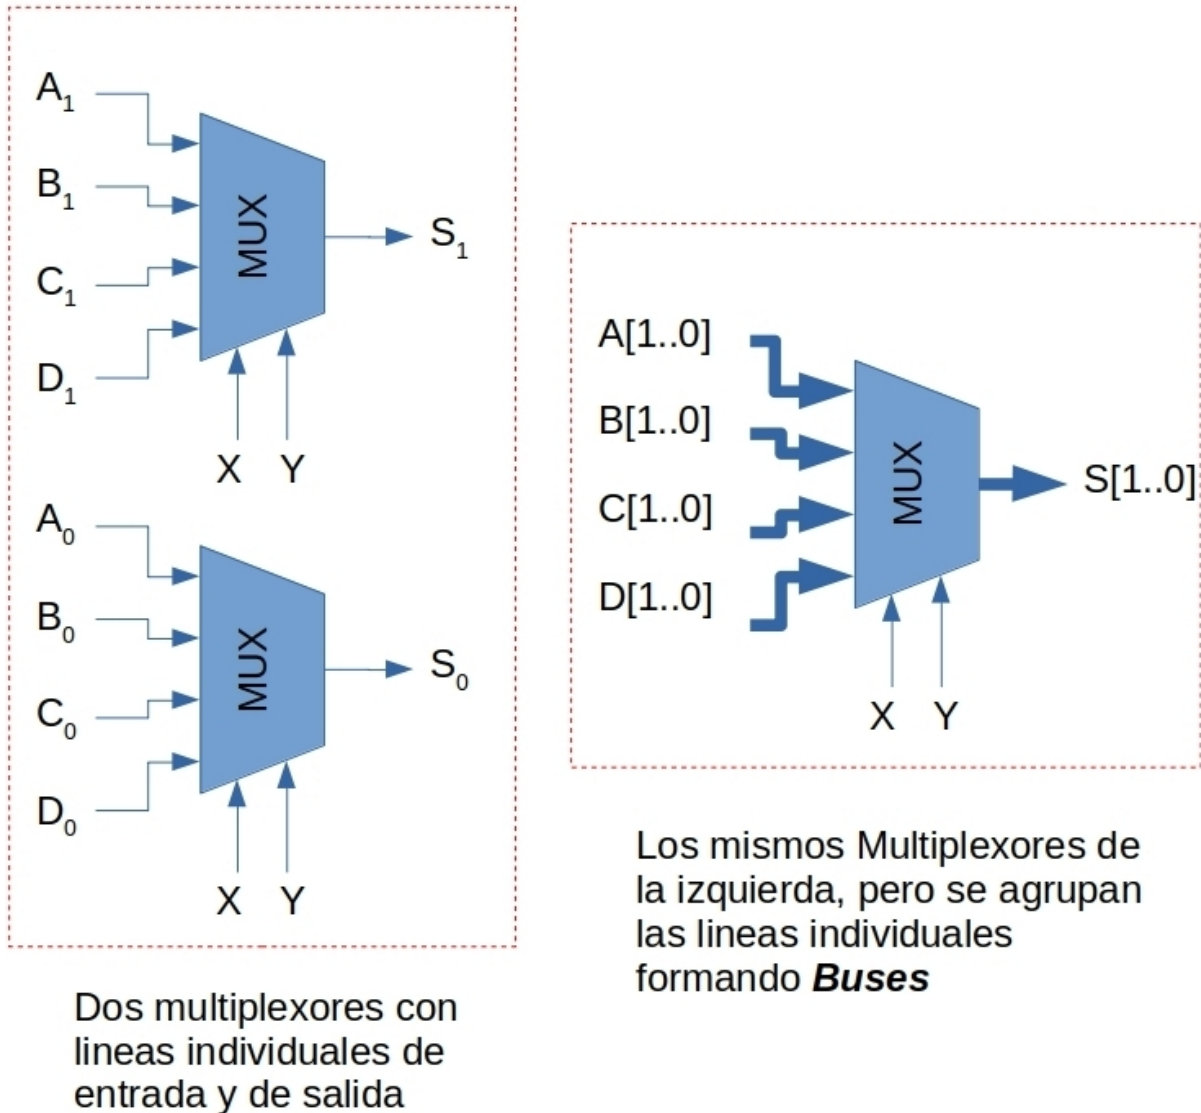 A₁
B₁
C₁
D₁
MUX
S₁
X Y
A₀
B₀
C₀
D₀
MUX
S₀
X Y
Dos multiplexores con
lineas individuales de
entrada y de salida
A[1..0]
B[1..0]
C[1..0]
D[1..0]
MUX
S[1..0]
X Y
Los mismos Multiplexores de
la izquierda, pero se agrupan
las lineas individuales
formando Buses